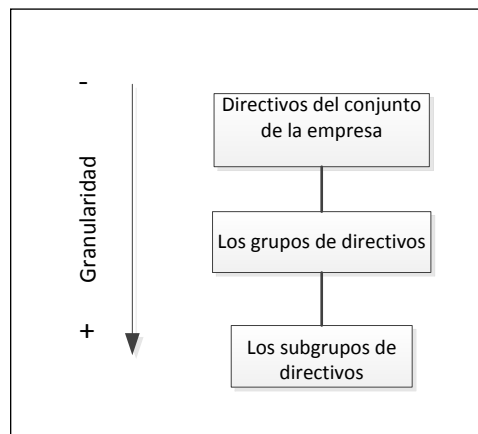 -
Granularidad
+
Directivos del conjunto
de la empresa
Los grupos de directivos
Los subgrupos de
directivos